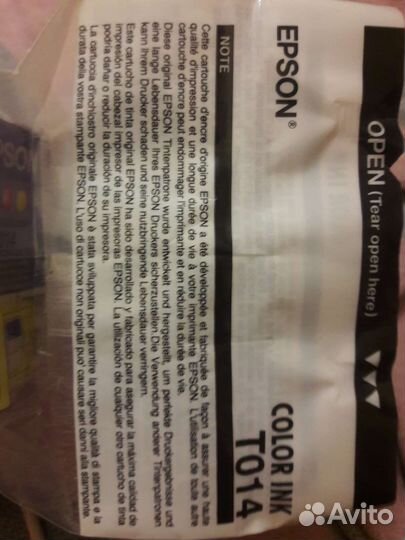 OPEN (Tear open here)
EPSON®
COLOR INK
T014
NOTE
Cette cartouche d'encre d'origine EPSON a été développée et fabriquée de façon à assurer une haute
qualité d'impression et une longue durée de vie à votre imprimante EPSON. L'utilisation de toute autre
cartouche d'encre peut endommager l'imprimante et en réduire la durée de vie.
Diese original EPSON Tintenpatrone wurde entwickelt und hergestellt, um perfekte Druckergebnisse und
eine lange Lebensdauer Ihres EPSON Druckers sicherzustellen. Die Verwendung anderer Tintenpatronen
kann Ihrem Drucker schaden und seine nutzbringende Lebensdauer verringern.
Este cartucho de tinta original EPSON ha sido desarrollado y fabricado para asegurar la máxima calidad de
impresión del cabezal impresor de las impresoras EPSON. La utilización de cualquier otro cartucho de tinta
podría dañar o reducir la duración de su impresora.
La cartuccia d'inchiostro originale EPSON è stata sviluppata per garantire la migliore qualità di stampa e la
durata della vostra stampante EPSON. L'uso di cartucce non originali può causare seri danni alla stampante
EPSON
Avito